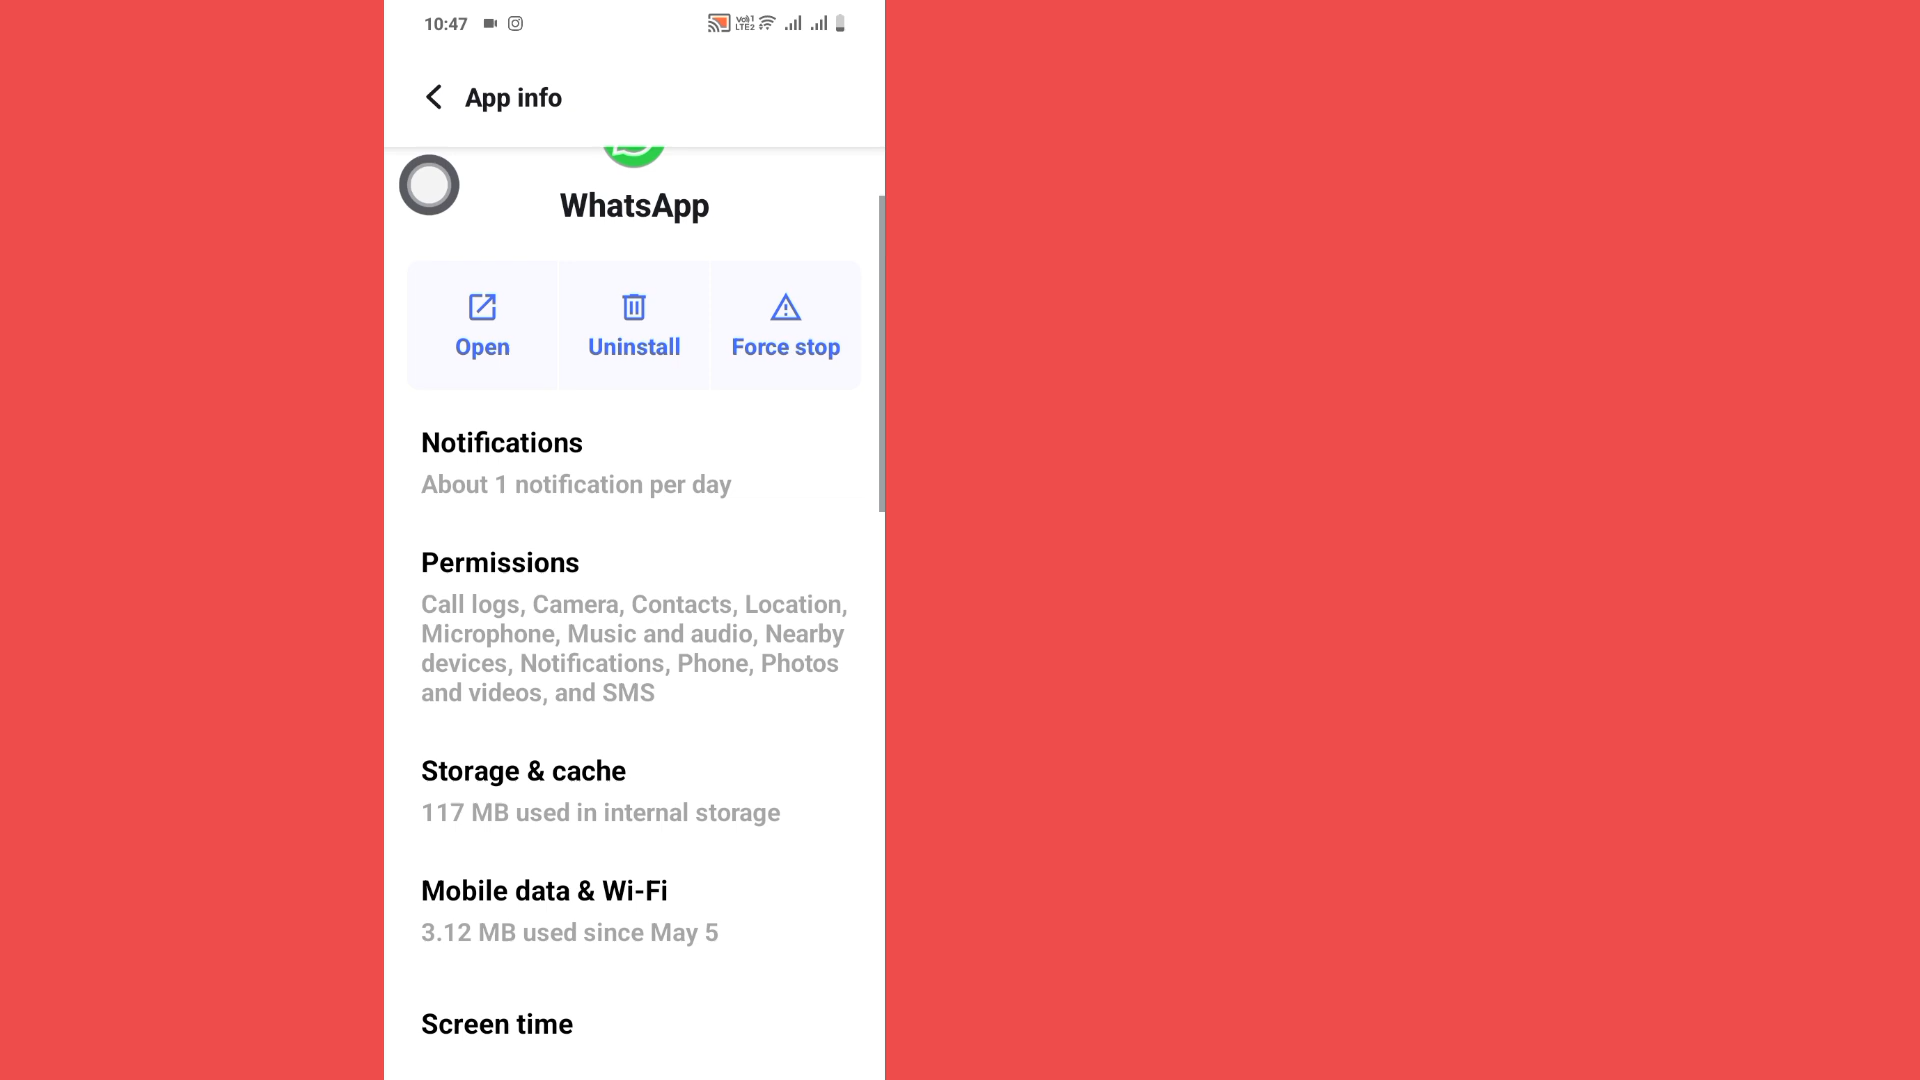 10:47
App info
WhatsApp
Open Uninstall Force stop
Notifications
About 1 notification per day
Permissions
Call logs, Camera, Contacts, Location,
Microphone, Music and audio, Nearby
devices, Notifications, Phone, Photos
and videos, and SMS
Storage & cache
117 MB used in internal storage
Mobile data & Wi-Fi
3.12 MB used since May 5
Screen time